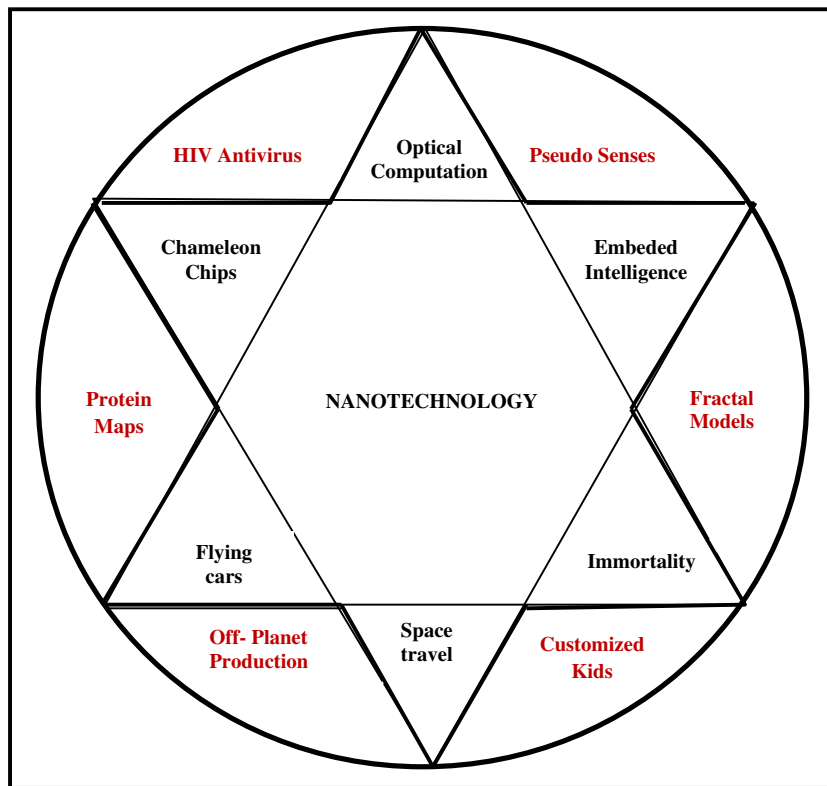 HIV Antivirus
Optical
Computation
Pseudo Senses
Chameleon
Chips
Embeded
Intelligence
Protein
Maps
NANOTECHNOLOGY
Fractal
Models
Flying
cars
Immortality
Off- Planet
Production
Space
travel
Customized
Kids